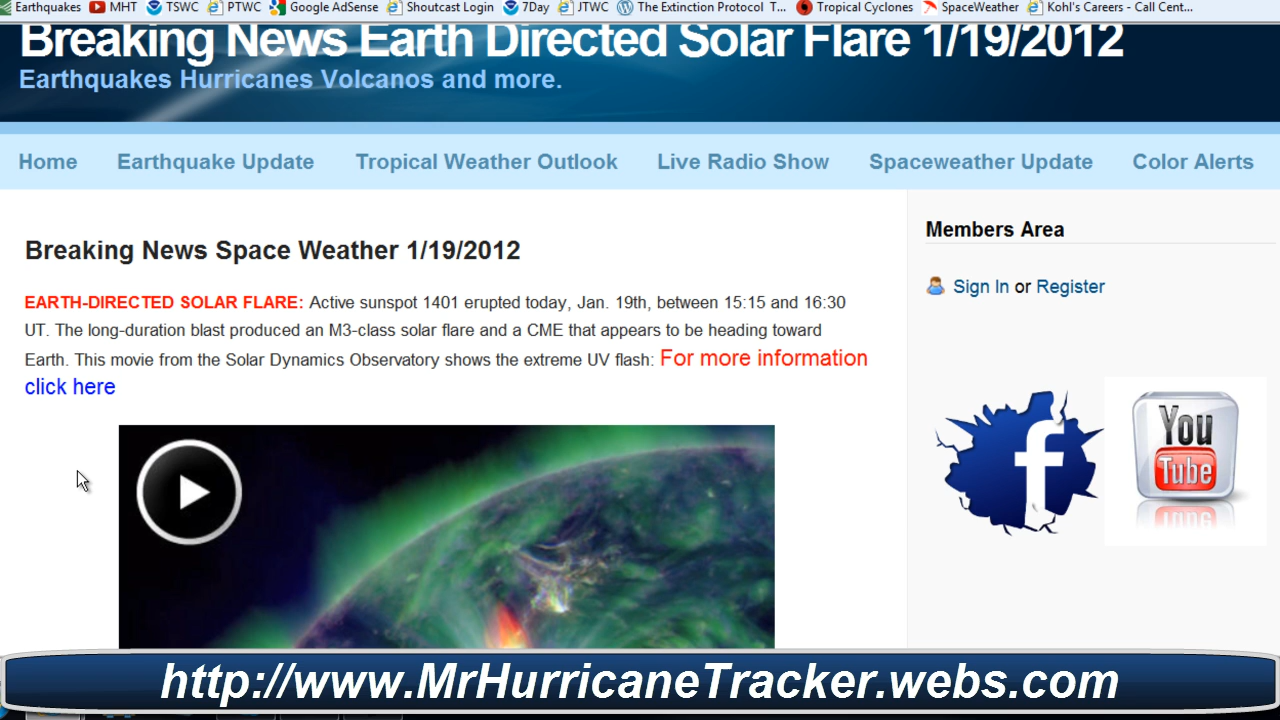 Earthquakes MHT TSWC PTWC Google AdSense Shoutcast Login 7Day JTWC The Extinction Protocol T... Tropical Cyclones SpaceWeather Kohl's Careers - Call Cent...
Breaking News Earth Directed Solar Flare 1/19/2012
Earthquakes Hurricanes Volcanos and more.
Home Earthquake Update Tropical Weather Outlook Live Radio Show Spaceweather Update Color Alerts
Breaking News Space Weather 1/19/2012
EARTH-DIRECTED SOLAR FLARE: Active sunspot 1401 erupted today, Jan. 19th, between 15:15 and 16:30
UT. The long-duration blast produced an M3-class solar flare and a CME that appears to be heading toward
Earth. This movie from the Solar Dynamics Observatory shows the extreme UV flash: For more information
click here
Members Area
Sign In or Register
f
You
Tube
http://www.MrHurricaneTracker.webs.com